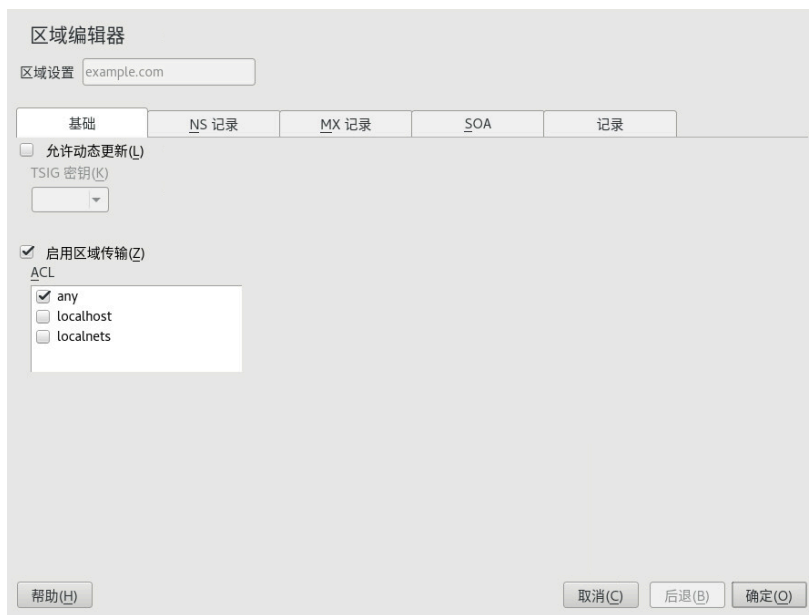 区域编辑器
区域设置 example.com
基础 NS 记录 MX 记录 SOA 记录
允许动态更新(L)
TSIG 密钥(K)
启用区域传输(Z)
ACL
any
localhost
localnets
帮助(H) 取消(C) 后退(B) 确定(O)